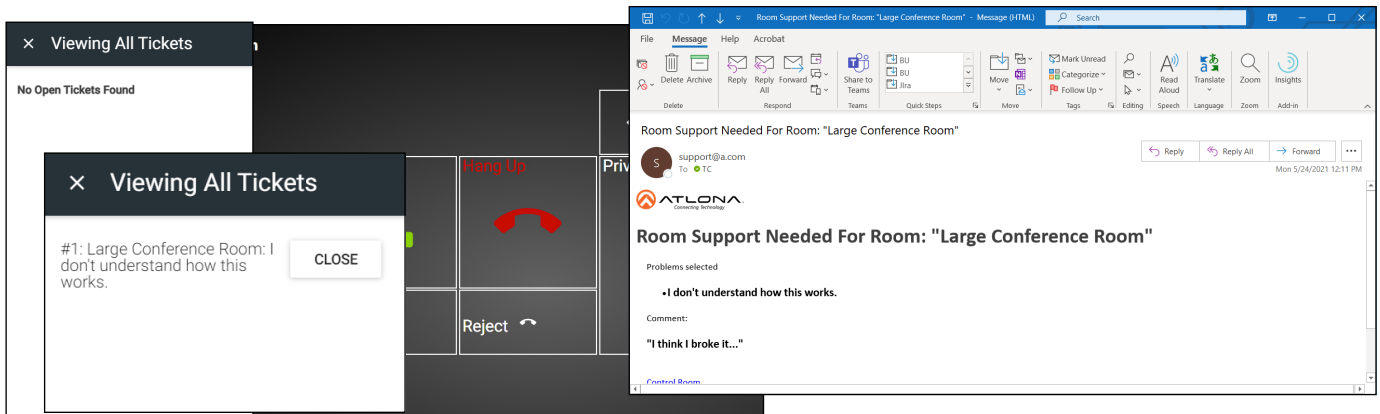 × Viewing All Tickets
No Open Tickets Found
× Viewing All Tickets
#1: Large Conference Room: I
don't understand how this
works.
CLOSE
Hang Up
Priv
Reject
Room Support Needed For Room: "Large Conference Room" - Message (HTML)
Search
File Message Help Acrobat
Delete Archive
Reply Reply All Forward
Share to Teams
BU
BU
Jira
Move
Mark Unread
Categorize
Follow Up
Read Aloud
Translate
Zoom
Insights
Delete Respond Teams Quick Steps Move Tags Editing Speech Language Zoom Add-in
Room Support Needed For Room: "Large Conference Room"
S
support@a.com
To TC
Reply Reply All Forward
Mon 5/24/2021 12:11 PM
ATLONA.
Connecting Technology
Room Support Needed For Room: "Large Conference Room"
Problems selected
•I don't understand how this works.
Comment:
"I think I broke it..."
Control Room